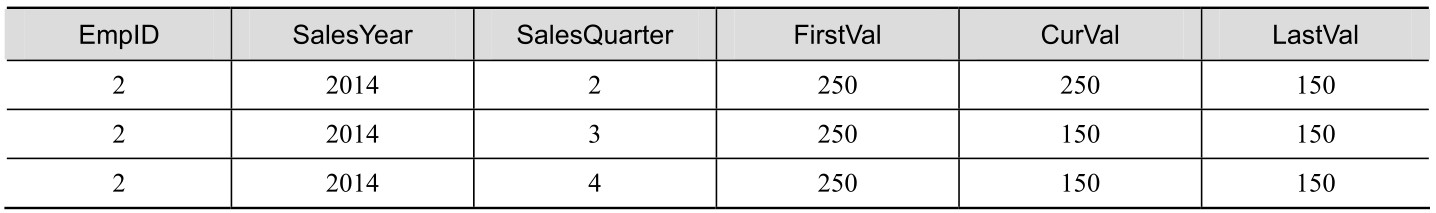 EmpID SalesYear SalesQuarter FirstVal CurVal LastVal
2 2014 2 250 250 150
2 2014 3 250 150 150
2 2014 4 250 150 150